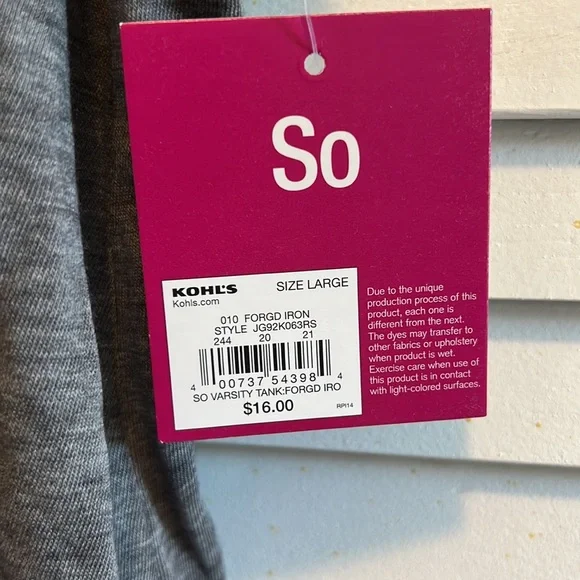 So
KOHL'S
Kohls.com
SIZE LARGE
010 FORGD IRON
STYLE JG92K063RS
244 20 21
4 00737 54398 4
SO VARSITY TANK:FORGD IRO
$16.00
RPI14
Due to the unique
production process of this
product, each one is
different from the next.
The dyes may transfer to
other fabrics or upholstery
when product is wet.
Exercise care when use of
this product is in contact
with light-colored surfaces.